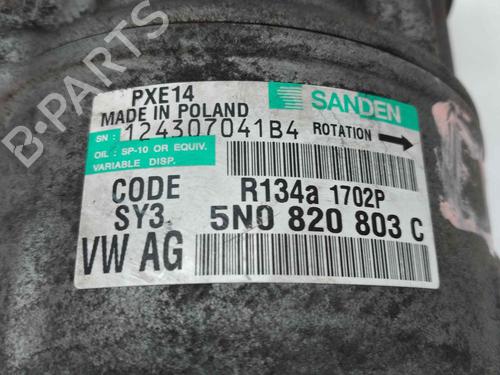 PXE14
SANDEN
MADE IN POLAND
SN : 124307041B4 ROTATION
OIL : SP-10 OR EQUIV.
VARIABLE DISP.
CODE R134a 1702P
SY3 5N0 820 803 C
VW AG